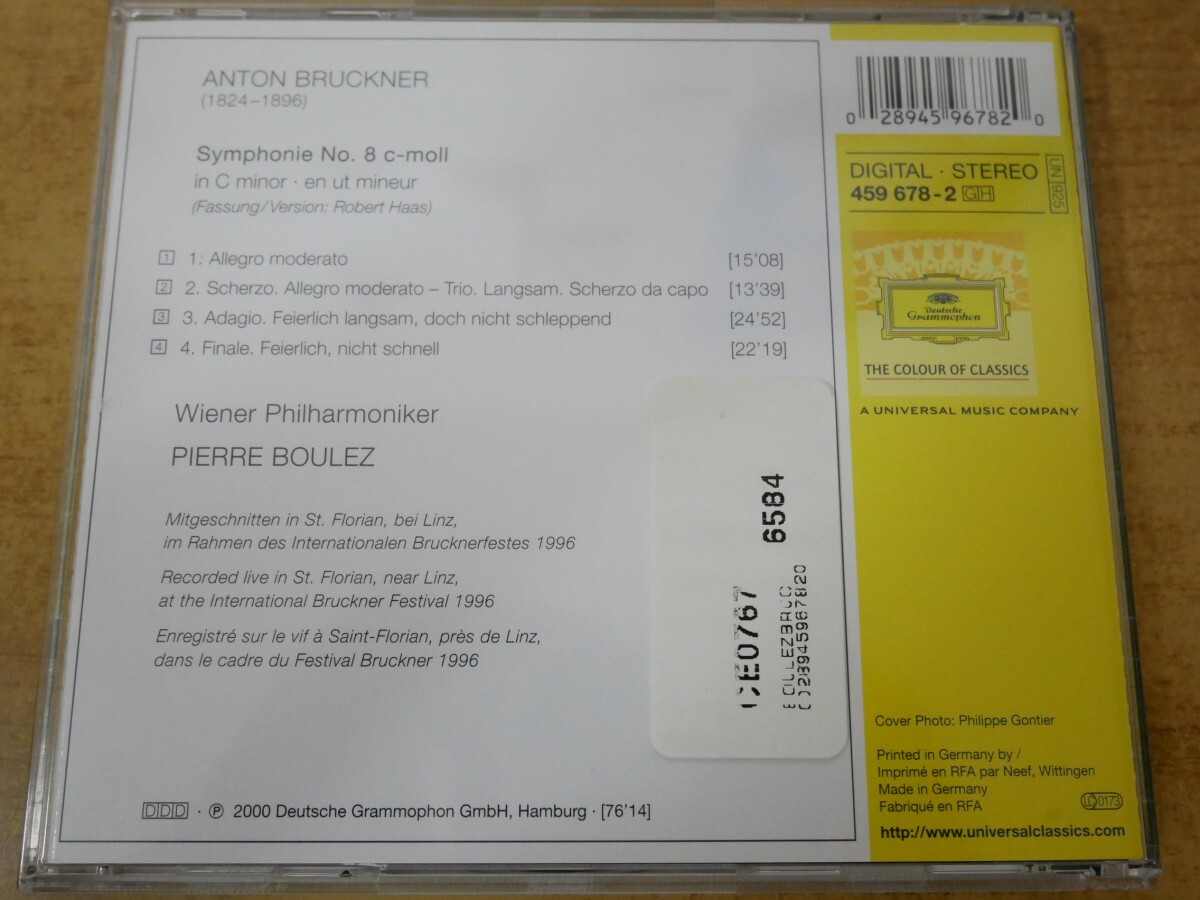 ANTON BRUCKNER
(1824–1896)
Symphonie No. 8 c-moll
in C minor · en ut mineur
(Fassung/Version: Robert Haas)
1 1. Allegro moderato [15'08]
2 2. Scherzo. Allegro moderato – Trio. Langsam. Scherzo da capo [13'39]
3 3. Adagio. Feierlich langsam, doch nicht schleppend [24'52]
4 4. Finale. Feierlich, nicht schnell [22'19]
Wiener Philharmoniker
PIERRE BOULEZ
Mitgeschnitten in St. Florian, bei Linz,
im Rahmen des Internationalen Brucknerfestes 1996
Recorded live in St. Florian, near Linz,
at the International Bruckner Festival 1996
Enregistré sur le vif à Saint-Florian, près de Linz,
dans le cadre du Festival Bruckner 1996
DDD · ℗ 2000 Deutsche Grammophon GmbH, Hamburg · [76'14]
6584
0 28945 96782 0
DIGITAL · STEREO
459 678-2 GH
UN 925
Deutsche
Grammophon
THE COLOUR OF CLASSICS
A UNIVERSAL MUSIC COMPANY
Cover Photo: Philippe Gontier
Printed in Germany by /
Imprimé en RFA par Neef, Wittingen
Made in Germany
Fabriqué en RFA
LC 0173
http://www.universalclassics.com